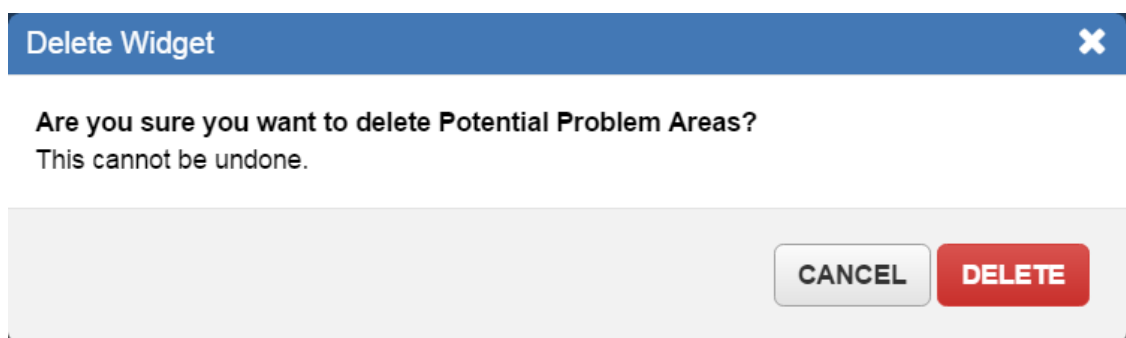 Delete Widget
Are you sure you want to delete Potential Problem Areas?
This cannot be undone.
CANCEL DELETE